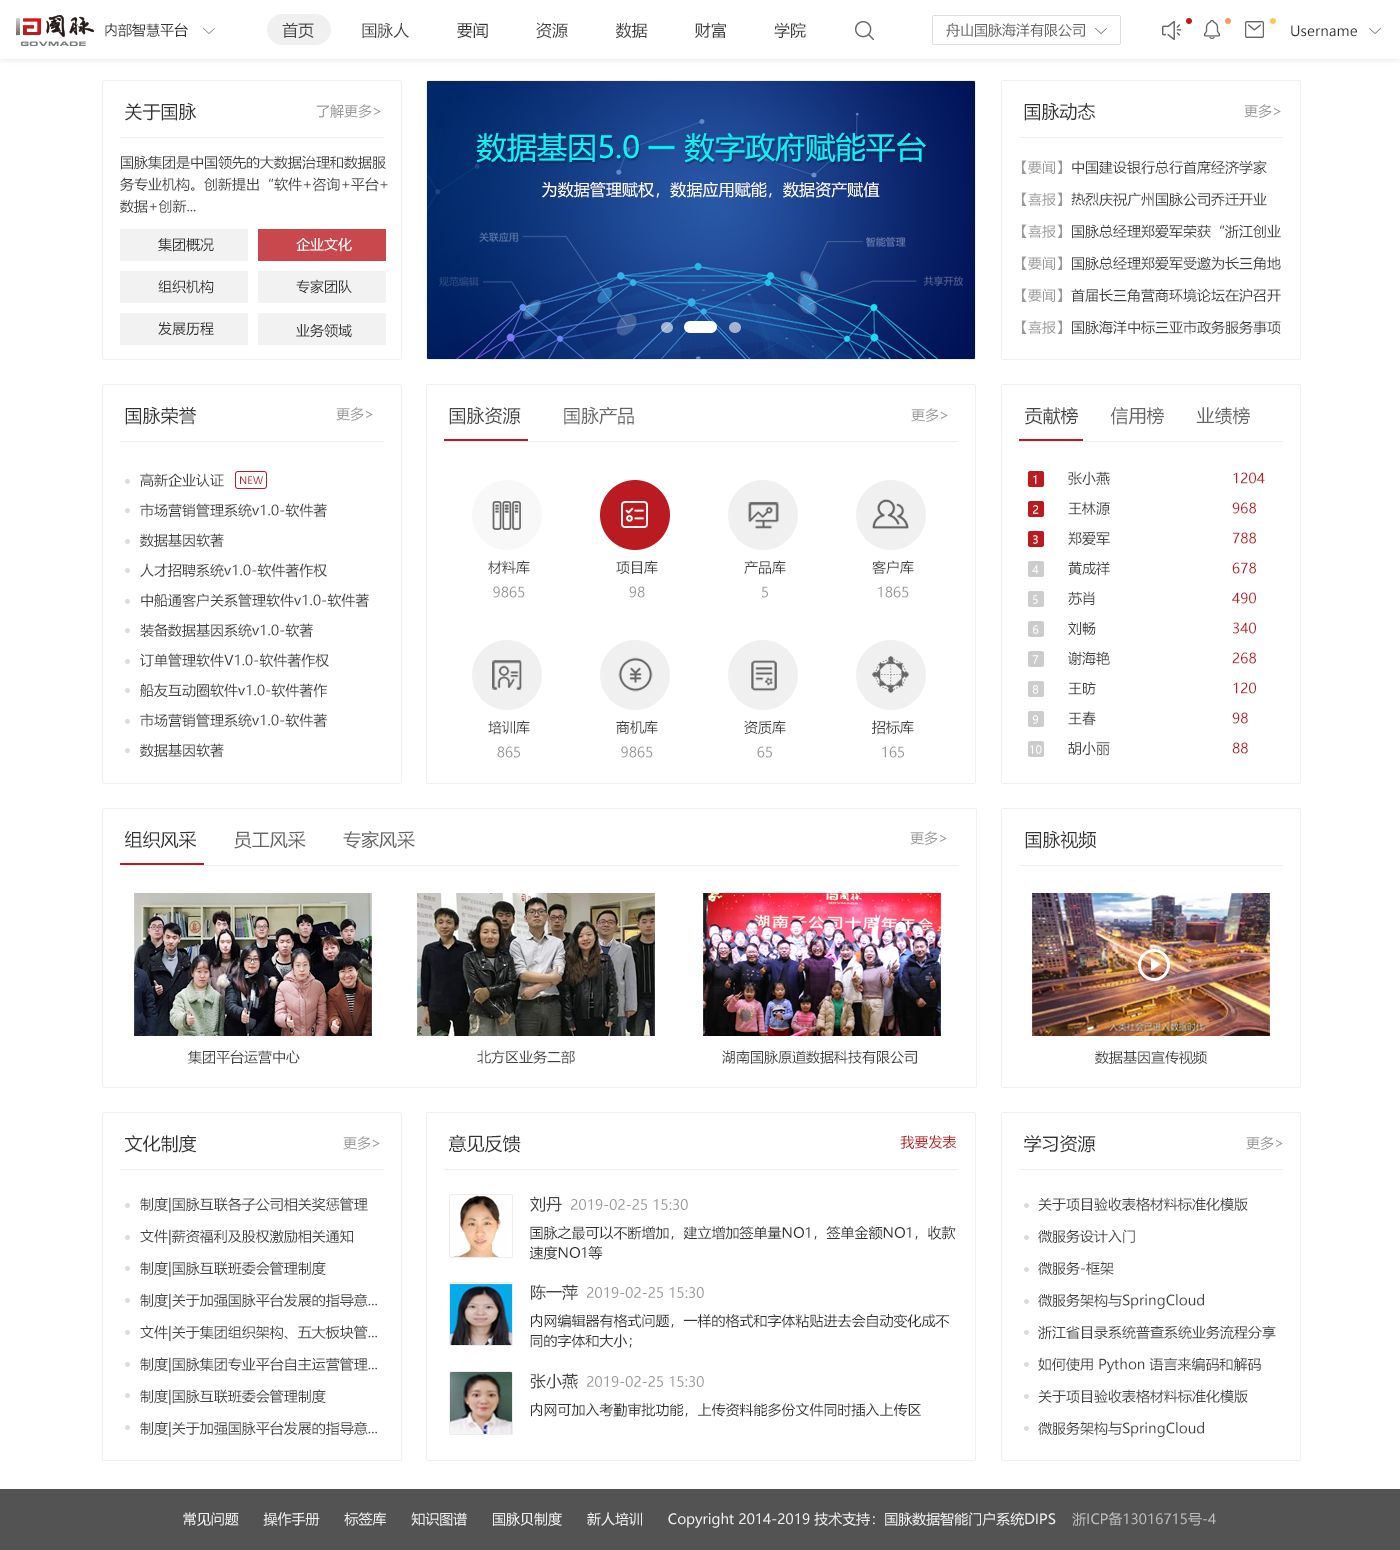 国脉 GOVMADE 内部智慧平台 首页 国脉人 要闻 资源 数据 财富 学院 舟山国脉海洋有限公司 Username
关于国脉 了解更多>
国脉集团是中国领先的大数据治理和数据服
务专业机构。创新提出“软件+咨询+平台+
数据+创新...
集团概况 企业文化
组织机构 专家团队
发展历程 业务领域
数据基因5.0 一 数字政府赋能平台
为数据管理赋权，数据应用赋能，数据资产赋值
关联应用 智能管理
规范编辑 共享开放
国脉动态 更多>
【要闻】中国建设银行总行首席经济学家
【喜报】热烈庆祝广州国脉公司乔迁开业
【喜报】国脉总经理郑爱军荣获“浙江创业
【要闻】国脉总经理郑爱军受邀为长三角地
【要闻】首届长三角营商环境论坛在沪召开
【喜报】国脉海洋中标三亚市政务服务事项
国脉荣誉 更多>
高新企业认证 NEW
市场营销管理系统v1.0-软件著
数据基因软著
人才招聘系统v1.0-软件著作权
中船通客户关系管理软件v1.0-软件著
装备数据基因系统v1.0-软著
订单管理软件V1.0-软件著作权
船友互动圈软件v1.0-软件著作
市场营销管理系统v1.0-软件著
数据基因软著
国脉资源 国脉产品 更多>
材料库 项目库 产品库 客户库
9865 98 5 1865
培训库 商机库 资质库 招标库
865 9865 65 165
贡献榜 信用榜 业绩榜
1 张小燕 1204
2 王林源 968
3 郑爱军 788
4 黄成祥 678
5 苏肖 490
6 刘畅 340
7 谢海艳 268
8 王昉 120
9 王春 98
10 胡小丽 88
组织风采 员工风采 专家风采 更多>
国脉
湖南子公司十周年年会
集团平台运营中心 北方区业务二部 湖南国脉原道数据科技有限公司
国脉视频
人类社会已进入数据时代
数据基因宣传视频
文化制度 更多>
制度|国脉互联各子公司相关奖惩管理
文件|薪资福利及股权激励相关通知
制度|国脉互联班委会管理制度
制度|关于加强国脉平台发展的指导意...
文件|关于集团组织架构、五大板块管...
制度|国脉集团专业平台自主运营管理...
制度|国脉互联班委会管理制度
制度|关于加强国脉平台发展的指导意...
意见反馈 我要发表
刘丹 2019-02-25 15:30
国脉之最可以不断增加，建立增加签单量NO1，签单金额NO1，收款
速度NO1等
陈一萍 2019-02-25 15:30
内网编辑器有格式问题，一样的格式和字体粘贴进去会自动变化成不
同的字体和大小；
张小燕 2019-02-25 15:30
内网可加入考勤审批功能，上传资料能多份文件同时插入上传区
学习资源 更多>
关于项目验收表格材料标准化模版
微服务设计入门
微服务-框架
微服务架构与SpringCloud
浙江省目录系统普查系统业务流程分享
如何使用 Python 语言来编码和解码
关于项目验收表格材料标准化模版
微服务架构与SpringCloud
常见问题 操作手册 标签库 知识图谱 国脉贝制度 新人培训 Copyright 2014-2019 技术支持：国脉数据智能门户系统DIPS 浙ICP备13016715号-4